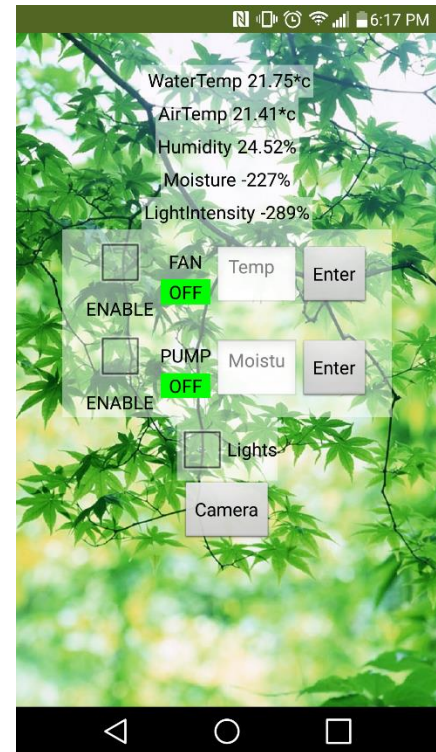 6:17 PM
WaterTemp 21.75*c
AirTemp 21.41*c
Humidity 24.52%
Moisture -227%
LightIntensity -289%
FAN
Temp
Enter
OFF
ENABLE
PUMP
Moistu
Enter
OFF
ENABLE
Lights
Camera